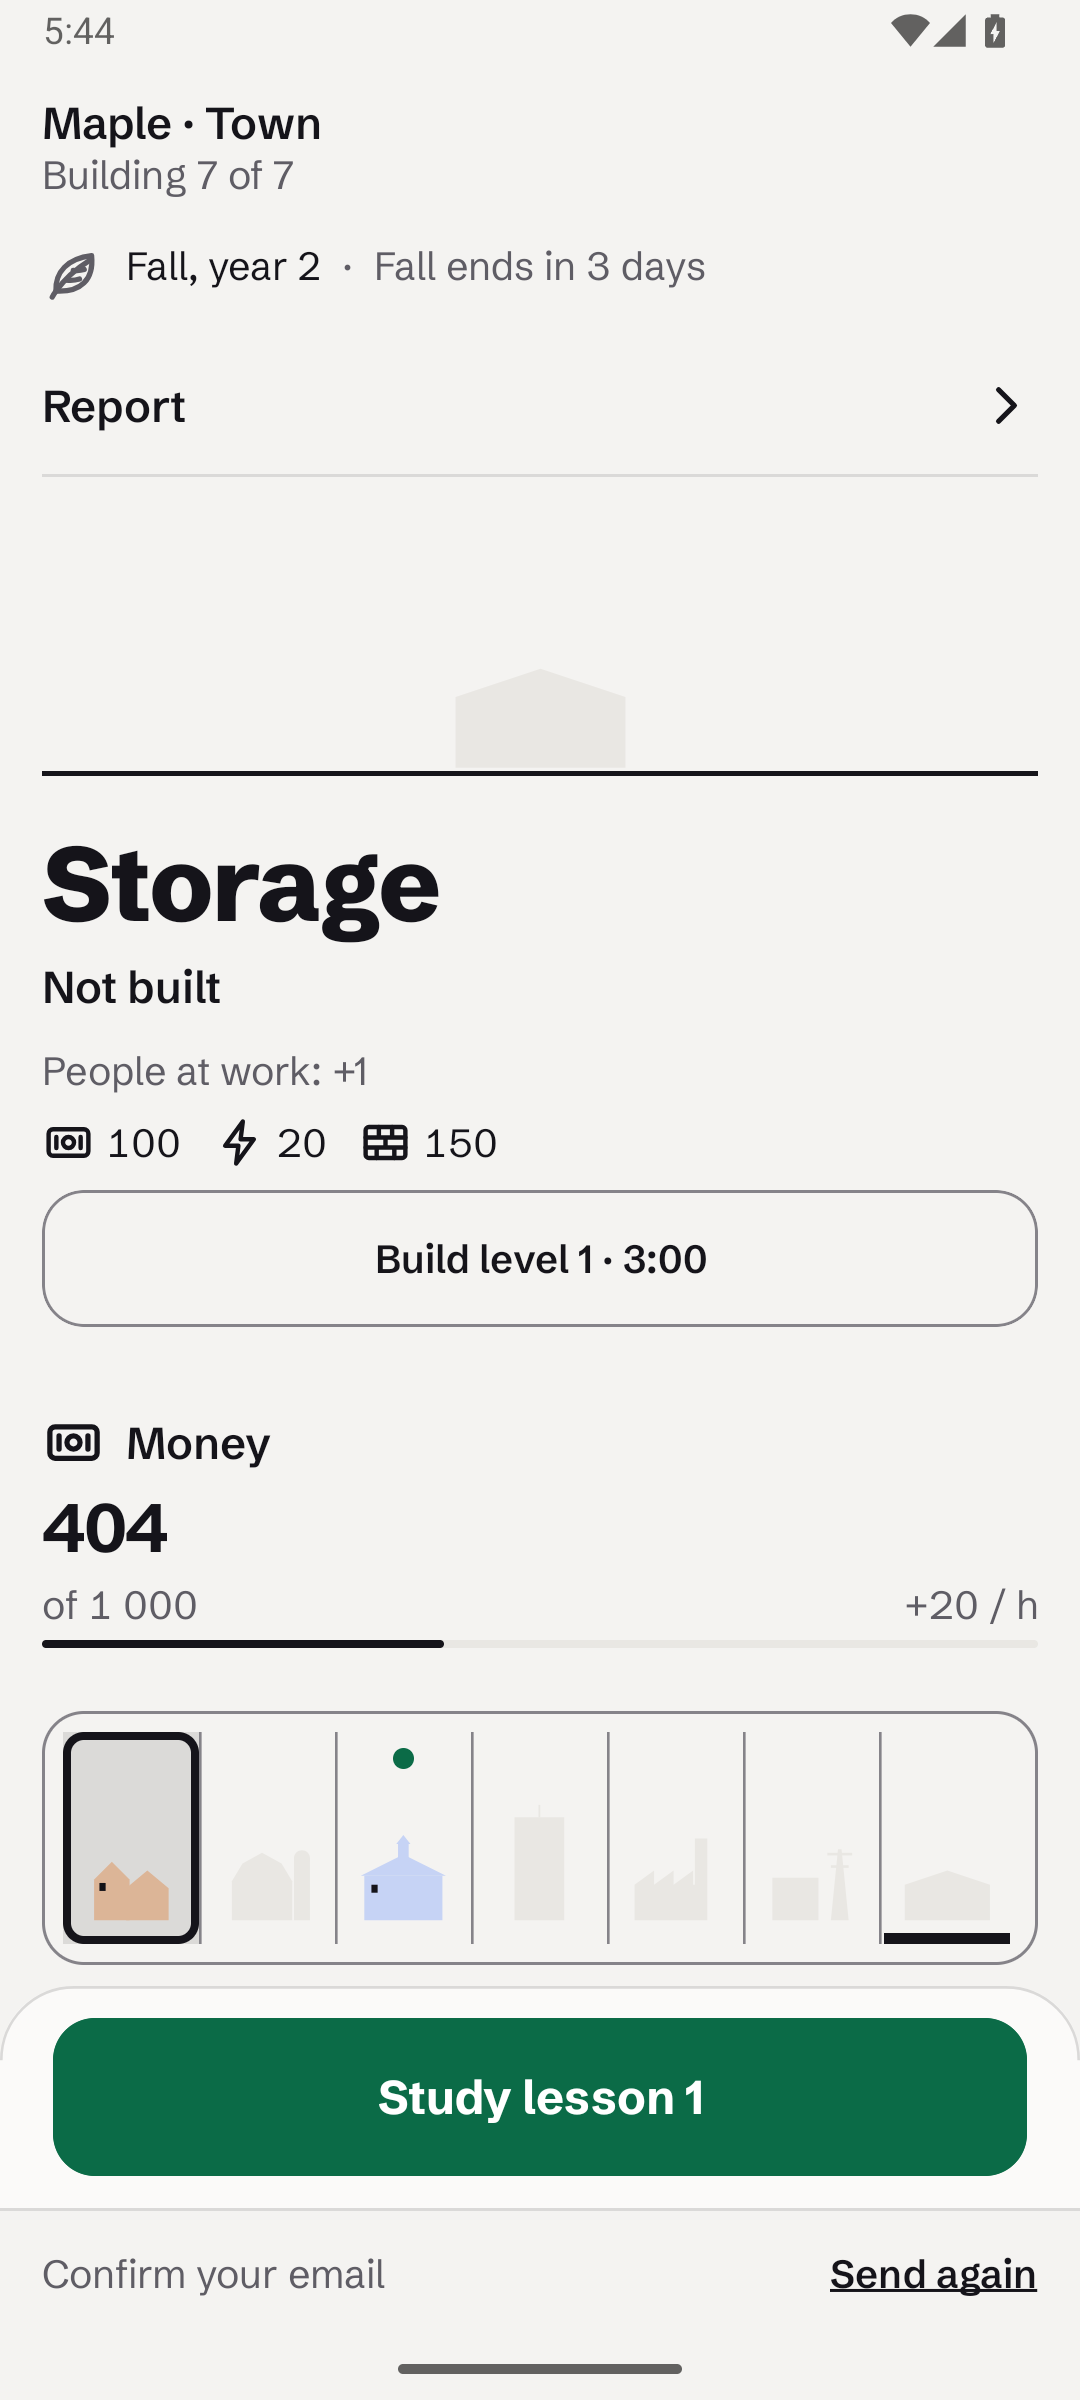 5:44
Maple · Town
Building 7 of 7
Fall, year 2 · Fall ends in 3 days
Report
Storage
Not built
People at work: +1
100 20 150
Build level 1 · 3:00
Money
404
of 1 000 +20 / h
Study lesson 1
Confirm your email Send again